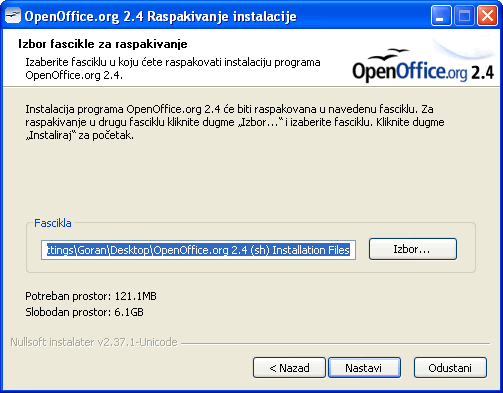 OpenOffice.org 2.4 Raspakivanje instalacije
Izbor fascikle za raspakivanje
Izaberite fasciklu u koju ćete raspakovati instalaciju programa
OpenOffice.org 2.4.
OpenOffice.org 2.4
Instalacija programa OpenOffice.org 2.4 će biti raspakovana u navedenu fasciklu. Za
raspakivanje u drugu fasciklu kliknite dugme „Izbor...“ i izaberite fasciklu. Kliknite dugme
„Instaliraj“ za početak.
Fascikla
ttings\Goran\Desktop\OpenOffice.org 2.4 (sh) Installation Files
Izbor...
Potreban prostor: 121.1MB
Slobodan prostor: 6.1GB
Nullsoft instalater v2.37.1-Unicode
< Nazad
Nastavi
Odustani